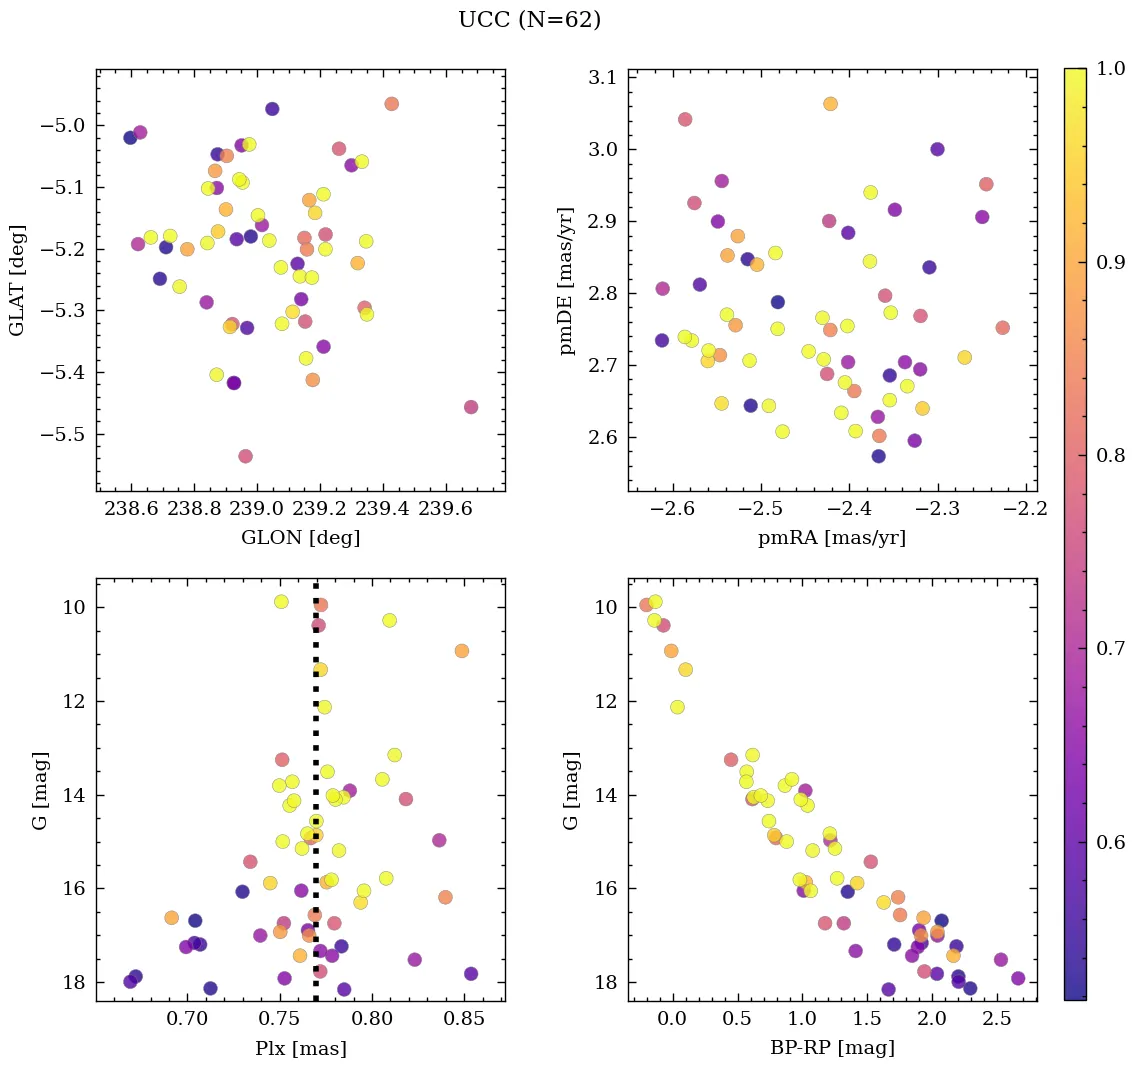 UCC (N=62)
GLAT [deg]
−5.0
−5.1
−5.2
−5.3
−5.4
−5.5
238.6 238.8 239.0 239.2 239.4 239.6
GLON [deg]
pmDE [mas/yr]
3.1
3.0
2.9
2.8
2.7
2.6
−2.6 −2.5 −2.4 −2.3 −2.2
pmRA [mas/yr]
1.0
0.9
0.8
0.7
0.6
G [mag]
10
12
14
16
18
0.70 0.75 0.80 0.85
Plx [mas]
G [mag]
10
12
14
16
18
0.0 0.5 1.0 1.5 2.0 2.5
BP-RP [mag]